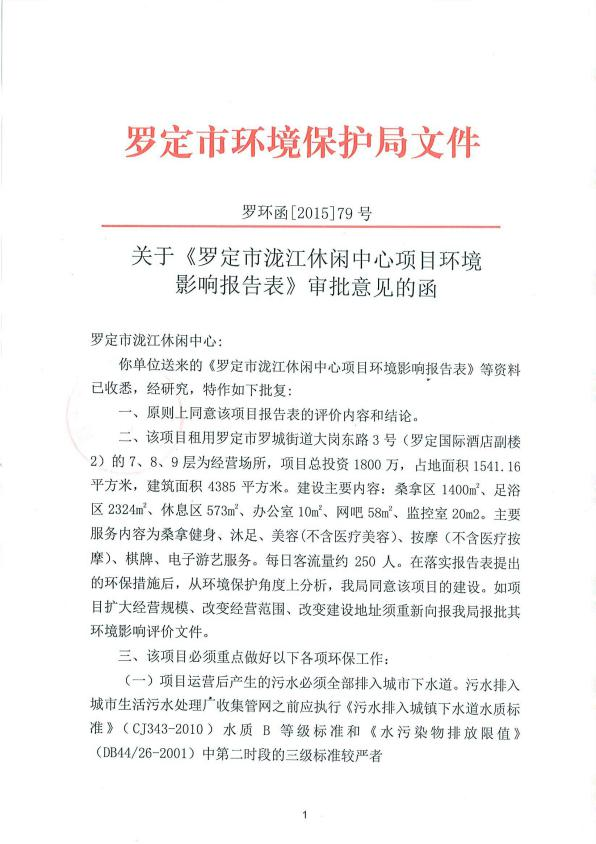 罗定市环境保护局文件
罗环函[2015]79 号
关于《罗定市泷江休闲中心项目环境
影响报告表》审批意见的函
罗定市泷江休闲中心:
你单位送来的《罗定市泷江休闲中心项目环境影响报告表》等资料
已收悉，经研究，特作如下批复:
一、原则上同意该项目报告表的评价内容和结论。
二、该项目租用罗定市罗城街道大岗东路 3 号（罗定国际酒店副楼
2）的 7、8、9 层为经营场所，项目总投资 1800 万，占地面积 1541.16
平方米，建筑面积 4385 平方米。建设主要内容：桑拿区 1400㎡、足浴
区 2324㎡、休息区 573㎡、办公室 10㎡、网吧 58㎡、监控室 20m2。主要
服务内容为桑拿健身、沐足、美容(不含医疗美容)、按摩（不含医疗按
摩）、棋牌、电子游艺服务。每日客流量约 250 人。在落实报告表提出
的环保措施后，从环境保护角度上分析，我局同意该项目的建设。如项
目扩大经营规模、改变经营范围、改变建设地址须重新向报我局报批其
环境影响评价文件。
三、该项目必须重点做好以下各项环保工作：
（一）项目运营后产生的污水必须全部排入城市下水道。污水排入
城市生活污水处理厂收集管网之前应执行《污水排入城镇下水道水质标
准》（CJ343-2010）水质 B 等级标准和《水污染物排放限值》
（DB44/26-2001）中第二时段的三级标准较严者
1